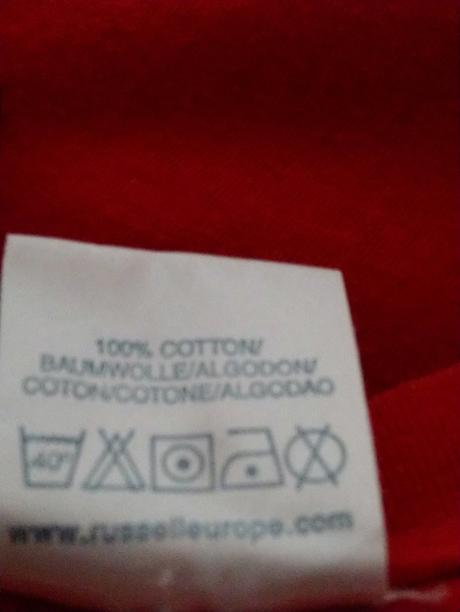 100% COTTON/
BAUMWOLLE/ALGODON/
COTON/COTONE/ALGODAO
40°
www.russelleurope.com